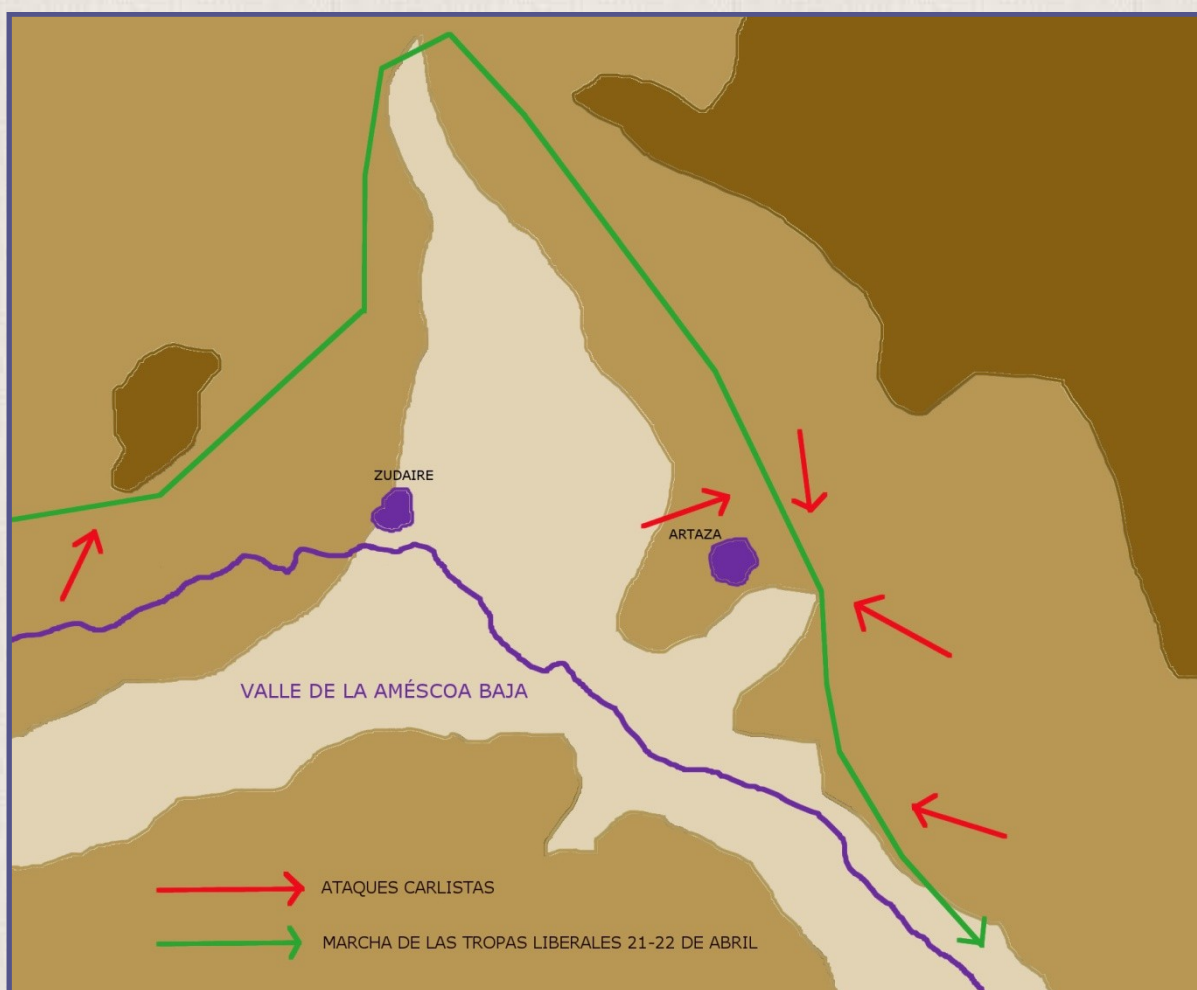 ZUDAIRE
ARTAZA
VALLE DE LA AMÉSCOA BAJA
ATAQUES CARLISTAS
MARCHA DE LAS TROPAS LIBERALES 21-22 DE ABRIL